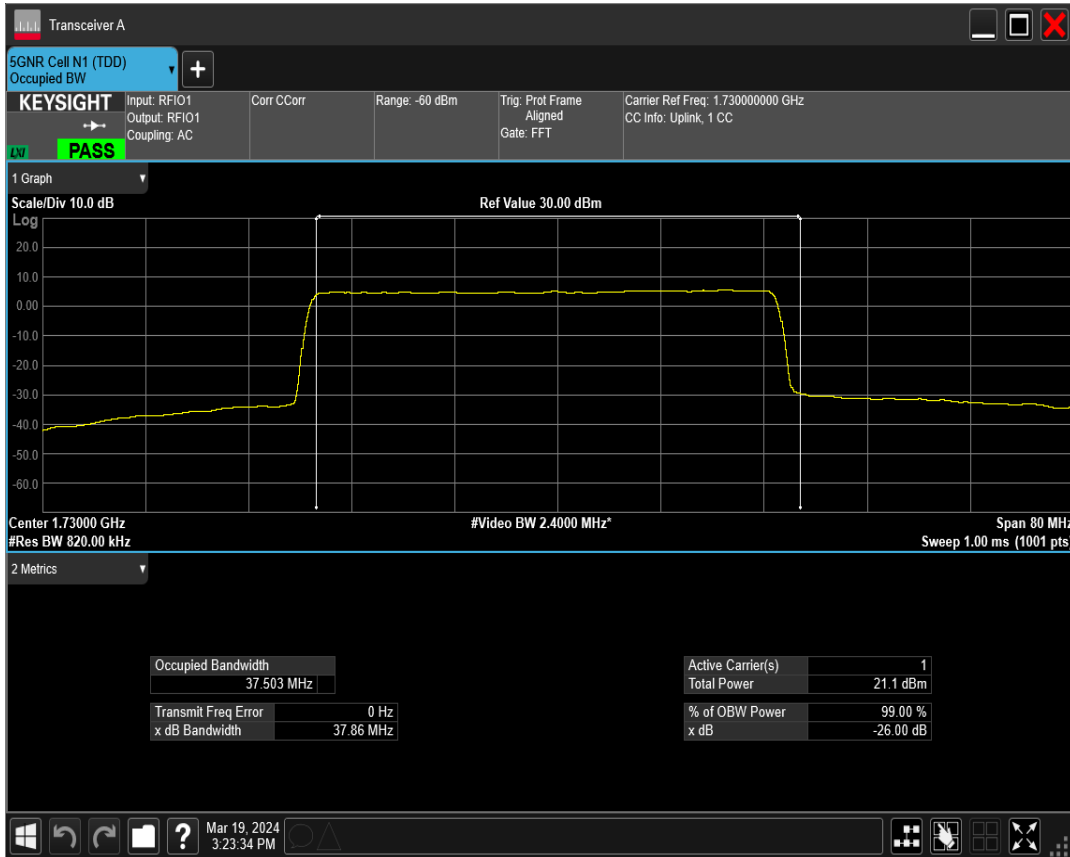 Transceiver A
5GNR Cell N1 (TDD)
Occupied BW
+
KEYSIGHT
LXI
PASS
Input: RFIO1
Output: RFIO1
Coupling: AC
Corr CCorr
Range: -60 dBm
Trig: Prot Frame
Aligned
Gate: FFT
Carrier Ref Freq: 1.730000000 GHz
CC Info: Uplink, 1 CC
1 Graph
Scale/Div 10.0 dB
Ref Value 30.00 dBm
Log
20.0
10.0
0.00
-10.0
-20.0
-30.0
-40.0
-50.0
-60.0
Center 1.73000 GHz
#Video BW 2.4000 MHz*
Span 80 MHz
#Res BW 820.00 kHz
Sweep 1.00 ms (1001 pts)
2 Metrics
Occupied Bandwidth
37.503 MHz
Transmit Freq Error 0 Hz
x dB Bandwidth 37.86 MHz
Active Carrier(s) 1
Total Power 21.1 dBm
% of OBW Power 99.00 %
x dB -26.00 dB
?
Mar 19, 2024
3:23:34 PM